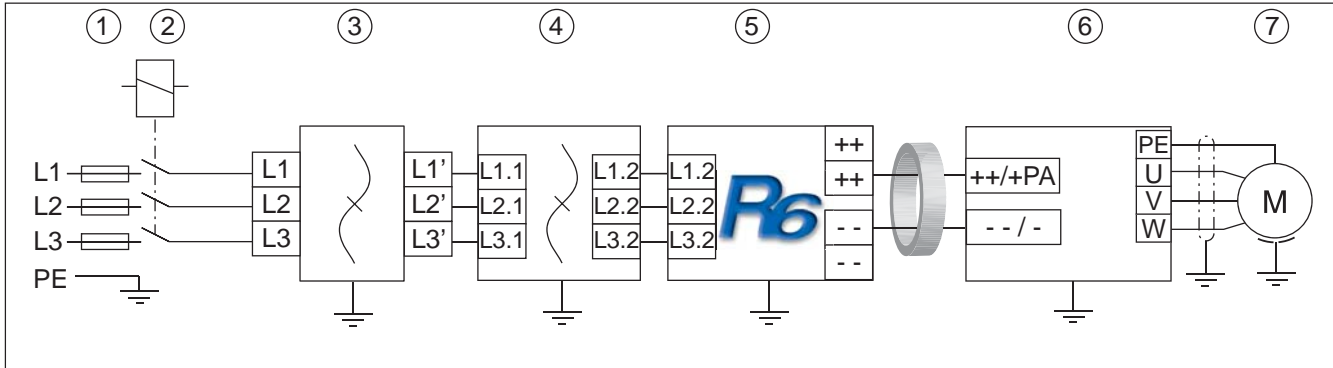 1 2 3 4 5 6 7
L1 L1 L1' L1.1 L1.2 L1.2
L2 L2 L2' L2.1 L2.2 L2.2
L3 L3 L3' L3.1 L3.2 L3.2
PE
R6
++
++
- -
- -
++/+PA
- - / -
PE
U
V
W
M